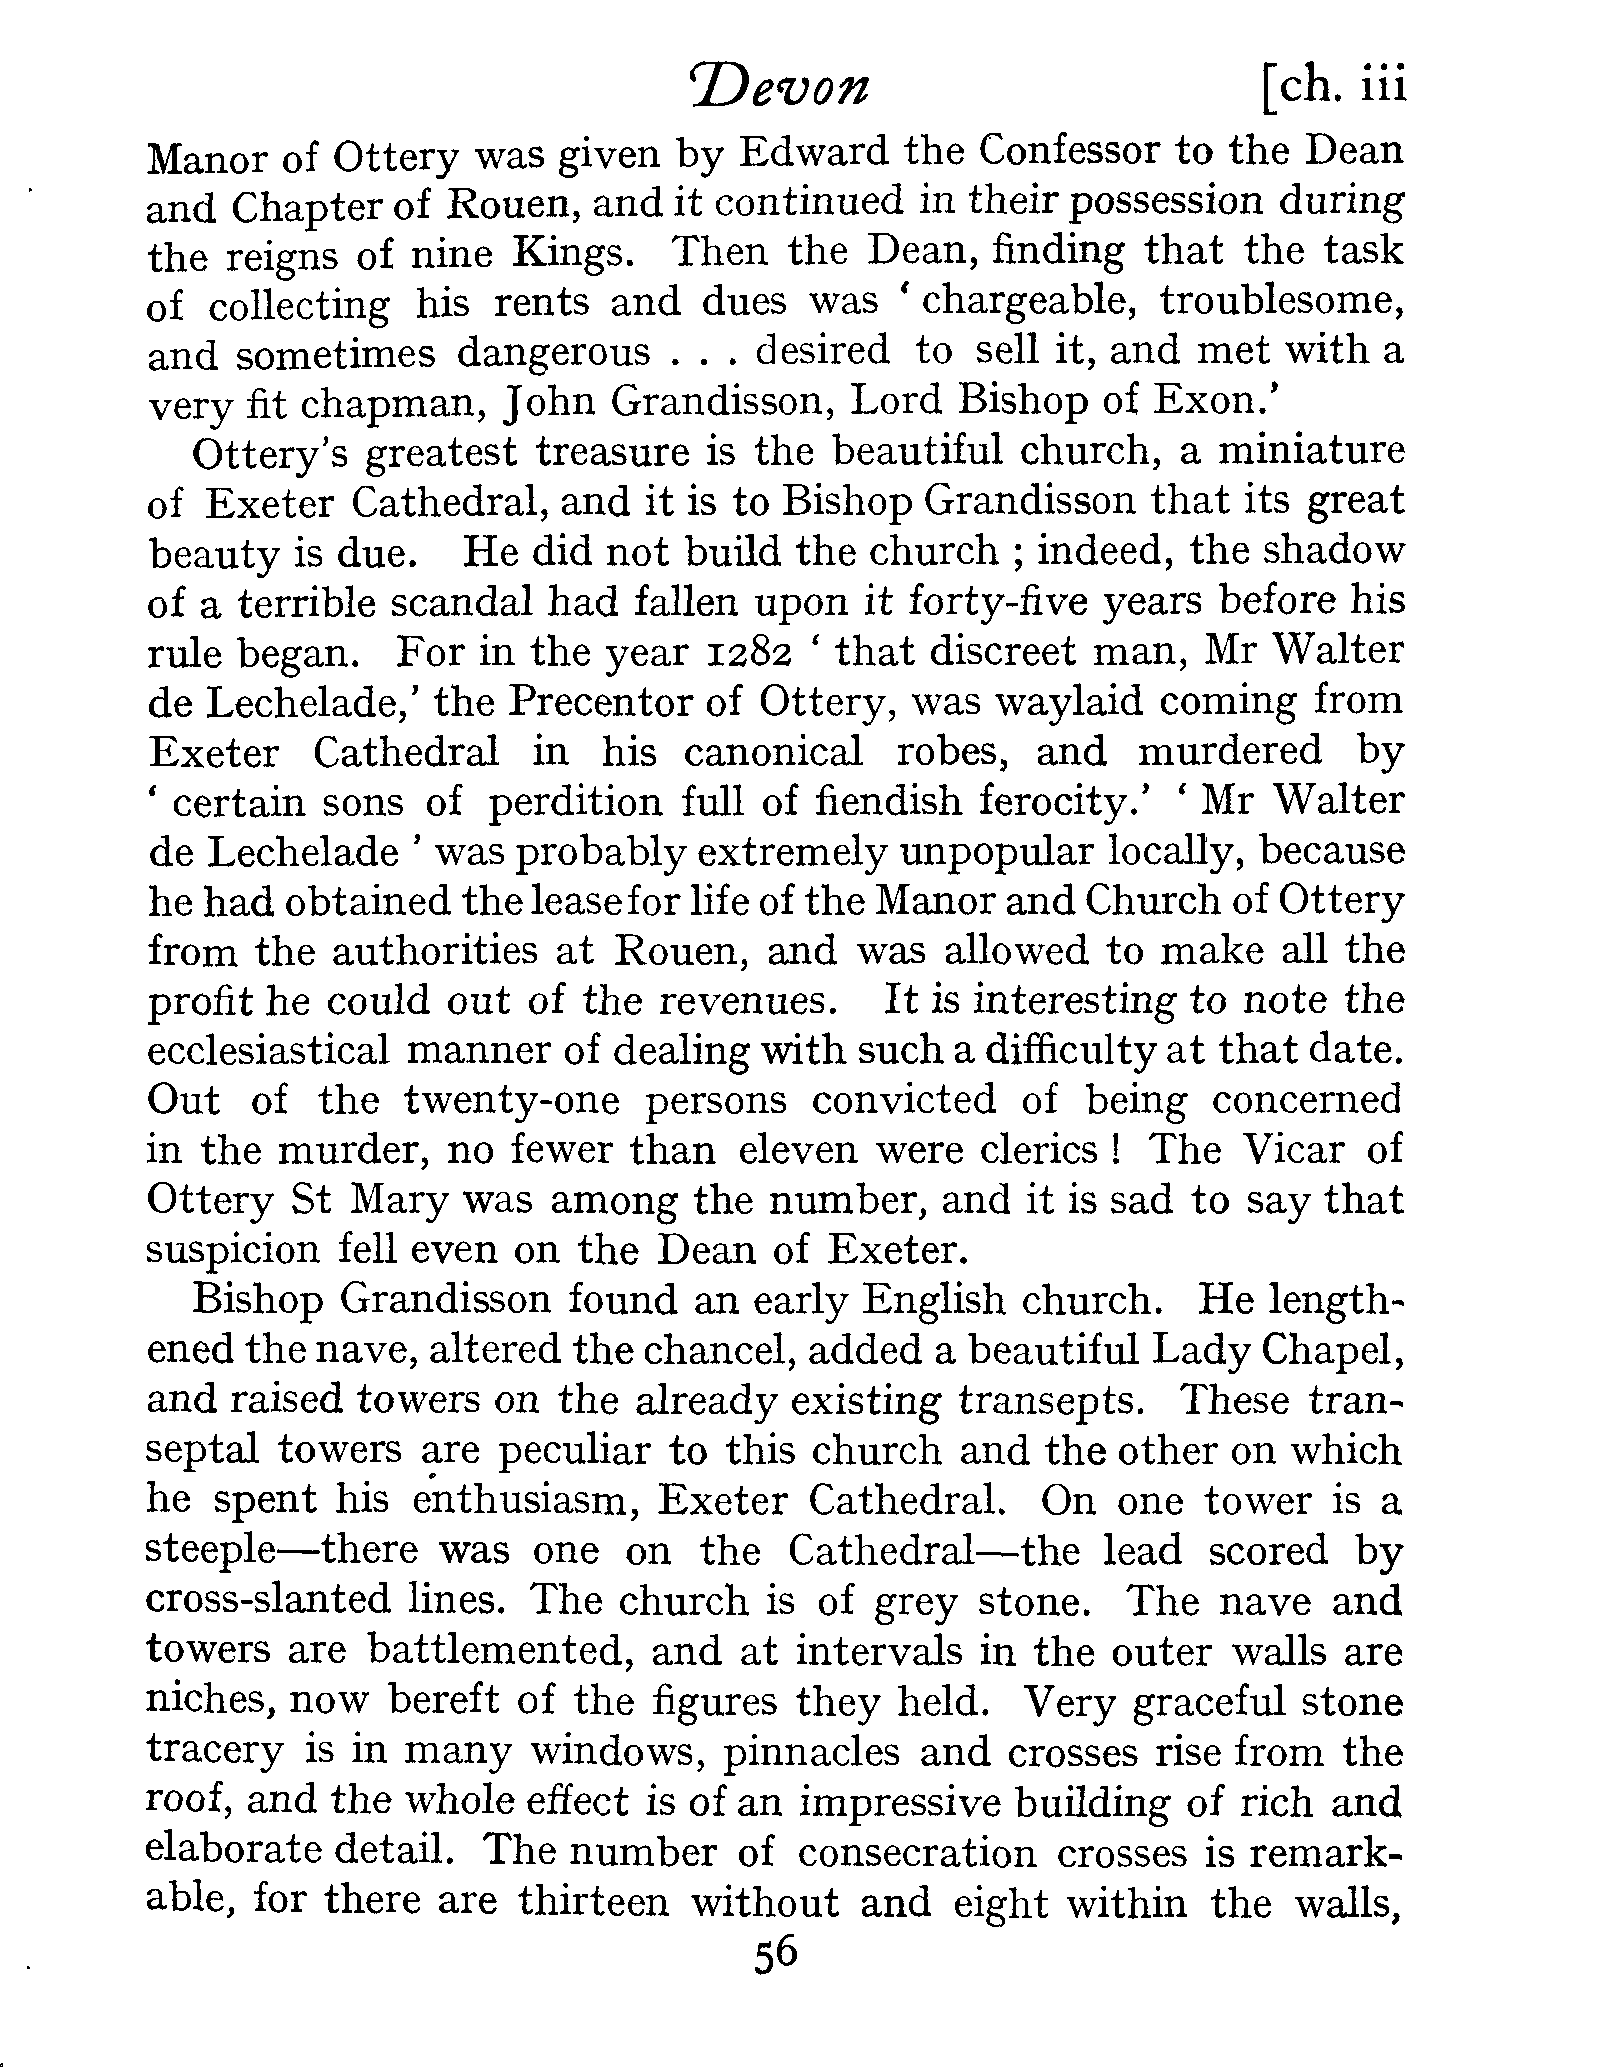 Devon [ch. iii
Manor of Ottery was given by Edward the Confessor to the Dean
and Chapter of Rouen, and it continued in their possession during
the reigns of nine Kings. Then the Dean, finding that the task
of collecting his rents and dues was ‘ chargeable, troublesome,
and sometimes dangerous . . . desired to sell it, and met with a
very fit chapman, John Grandisson, Lord Bishop of Exon.’
Ottery’s greatest treasure is the beautiful church, a miniature
of Exeter Cathedral, and it is to Bishop Grandisson that its great
beauty is due. He did not build the church ; indeed, the shadow
of a terrible scandal had fallen upon it forty-five years before his
rule began. For in the year 1282 ‘ that discreet man, Mr Walter
de Lechelade,’ the Precentor of Ottery, was waylaid coming from
Exeter Cathedral in his canonical robes, and murdered by
‘ certain sons of perdition full of fiendish ferocity.’ ‘ Mr Walter
de Lechelade ’ was probably extremely unpopular locally, because
he had obtained the lease for life of the Manor and Church of Ottery
from the authorities at Rouen, and was allowed to make all the
profit he could out of the revenues. It is interesting to note the
ecclesiastical manner of dealing with such a difficulty at that date.
Out of the twenty-one persons convicted of being concerned
in the murder, no fewer than eleven were clerics ! The Vicar of
Ottery St Mary was among the number, and it is sad to say that
suspicion fell even on the Dean of Exeter.
Bishop Grandisson found an early English church. He length-
ened the nave, altered the chancel, added a beautiful Lady Chapel,
and raised towers on the already existing transepts. These tran-
septal towers are peculiar to this church and the other on which
he spent his enthusiasm, Exeter Cathedral. On one tower is a
steeple—there was one on the Cathedral—the lead scored by
cross-slanted lines. The church is of grey stone. The nave and
towers are battlemented, and at intervals in the outer walls are
niches, now bereft of the figures they held. Very graceful stone
tracery is in many windows, pinnacles and crosses rise from the
roof, and the whole effect is of an impressive building of rich and
elaborate detail. The number of consecration crosses is remark-
able, for there are thirteen without and eight within the walls,
56